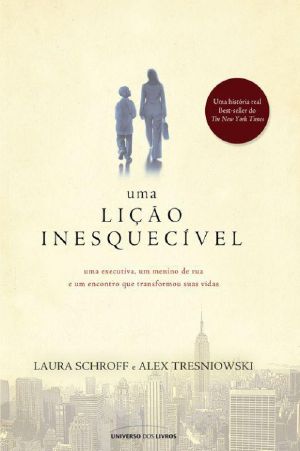 Uma história real
Best-seller do
The New York Times
uma
LIÇÃO
INESQUECÍVEL
uma executiva, um menino de rua
e um encontro que transformou suas vidas
LAURA SCHROFF e ALEX TRESNIOWSKI
UNIVERSO DOS LIVROS